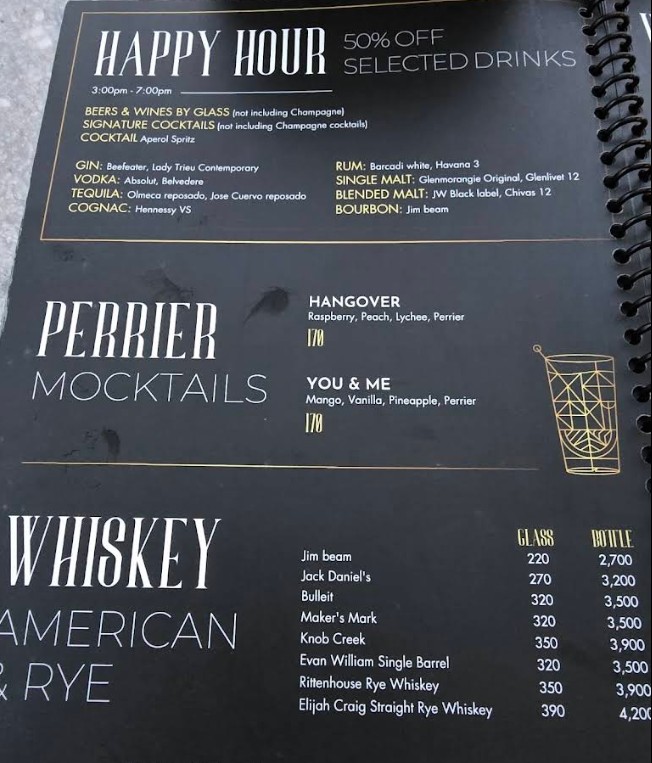 HAPPY HOUR
50% OFF
SELECTED DRINKS
3:00pm - 7:00pm
BEERS & WINES BY GLASS (not including Champagne)
SIGNATURE COCKTAILS (not including Champagne cocktails)
COCKTAIL Aperol Spritz
GIN: Beefeater, Lady Trieu Contemporary
VODKA: Absolut, Belvedere
TEQUILA: Olmeca reposado, Jose Cuervo reposado
COGNAC: Hennessy VS
RUM: Barcadi white, Havana 3
SINGLE MALT: Glenmorangie Original, Glenlivet 12
BLENDED MALT: JW Black label, Chivas 12
BOURBON: Jim beam
PERRIER
MOCKTAILS
HANGOVER
Raspberry, Peach, Lychee, Perrier
170
YOU & ME
Mango, Vanilla, Pineapple, Perrier
170
WHISKEY
AMERICAN
& RYE
GLASS BOTTLE
Jim beam 220 2,700
Jack Daniel's 270 3,200
Bulleit 320 3,500
Maker's Mark 320 3,500
Knob Creek 350 3,900
Evan William Single Barrel 320 3,500
Rittenhouse Rye Whiskey 350 3,900
Elijah Craig Straight Rye Whiskey 390 4,200